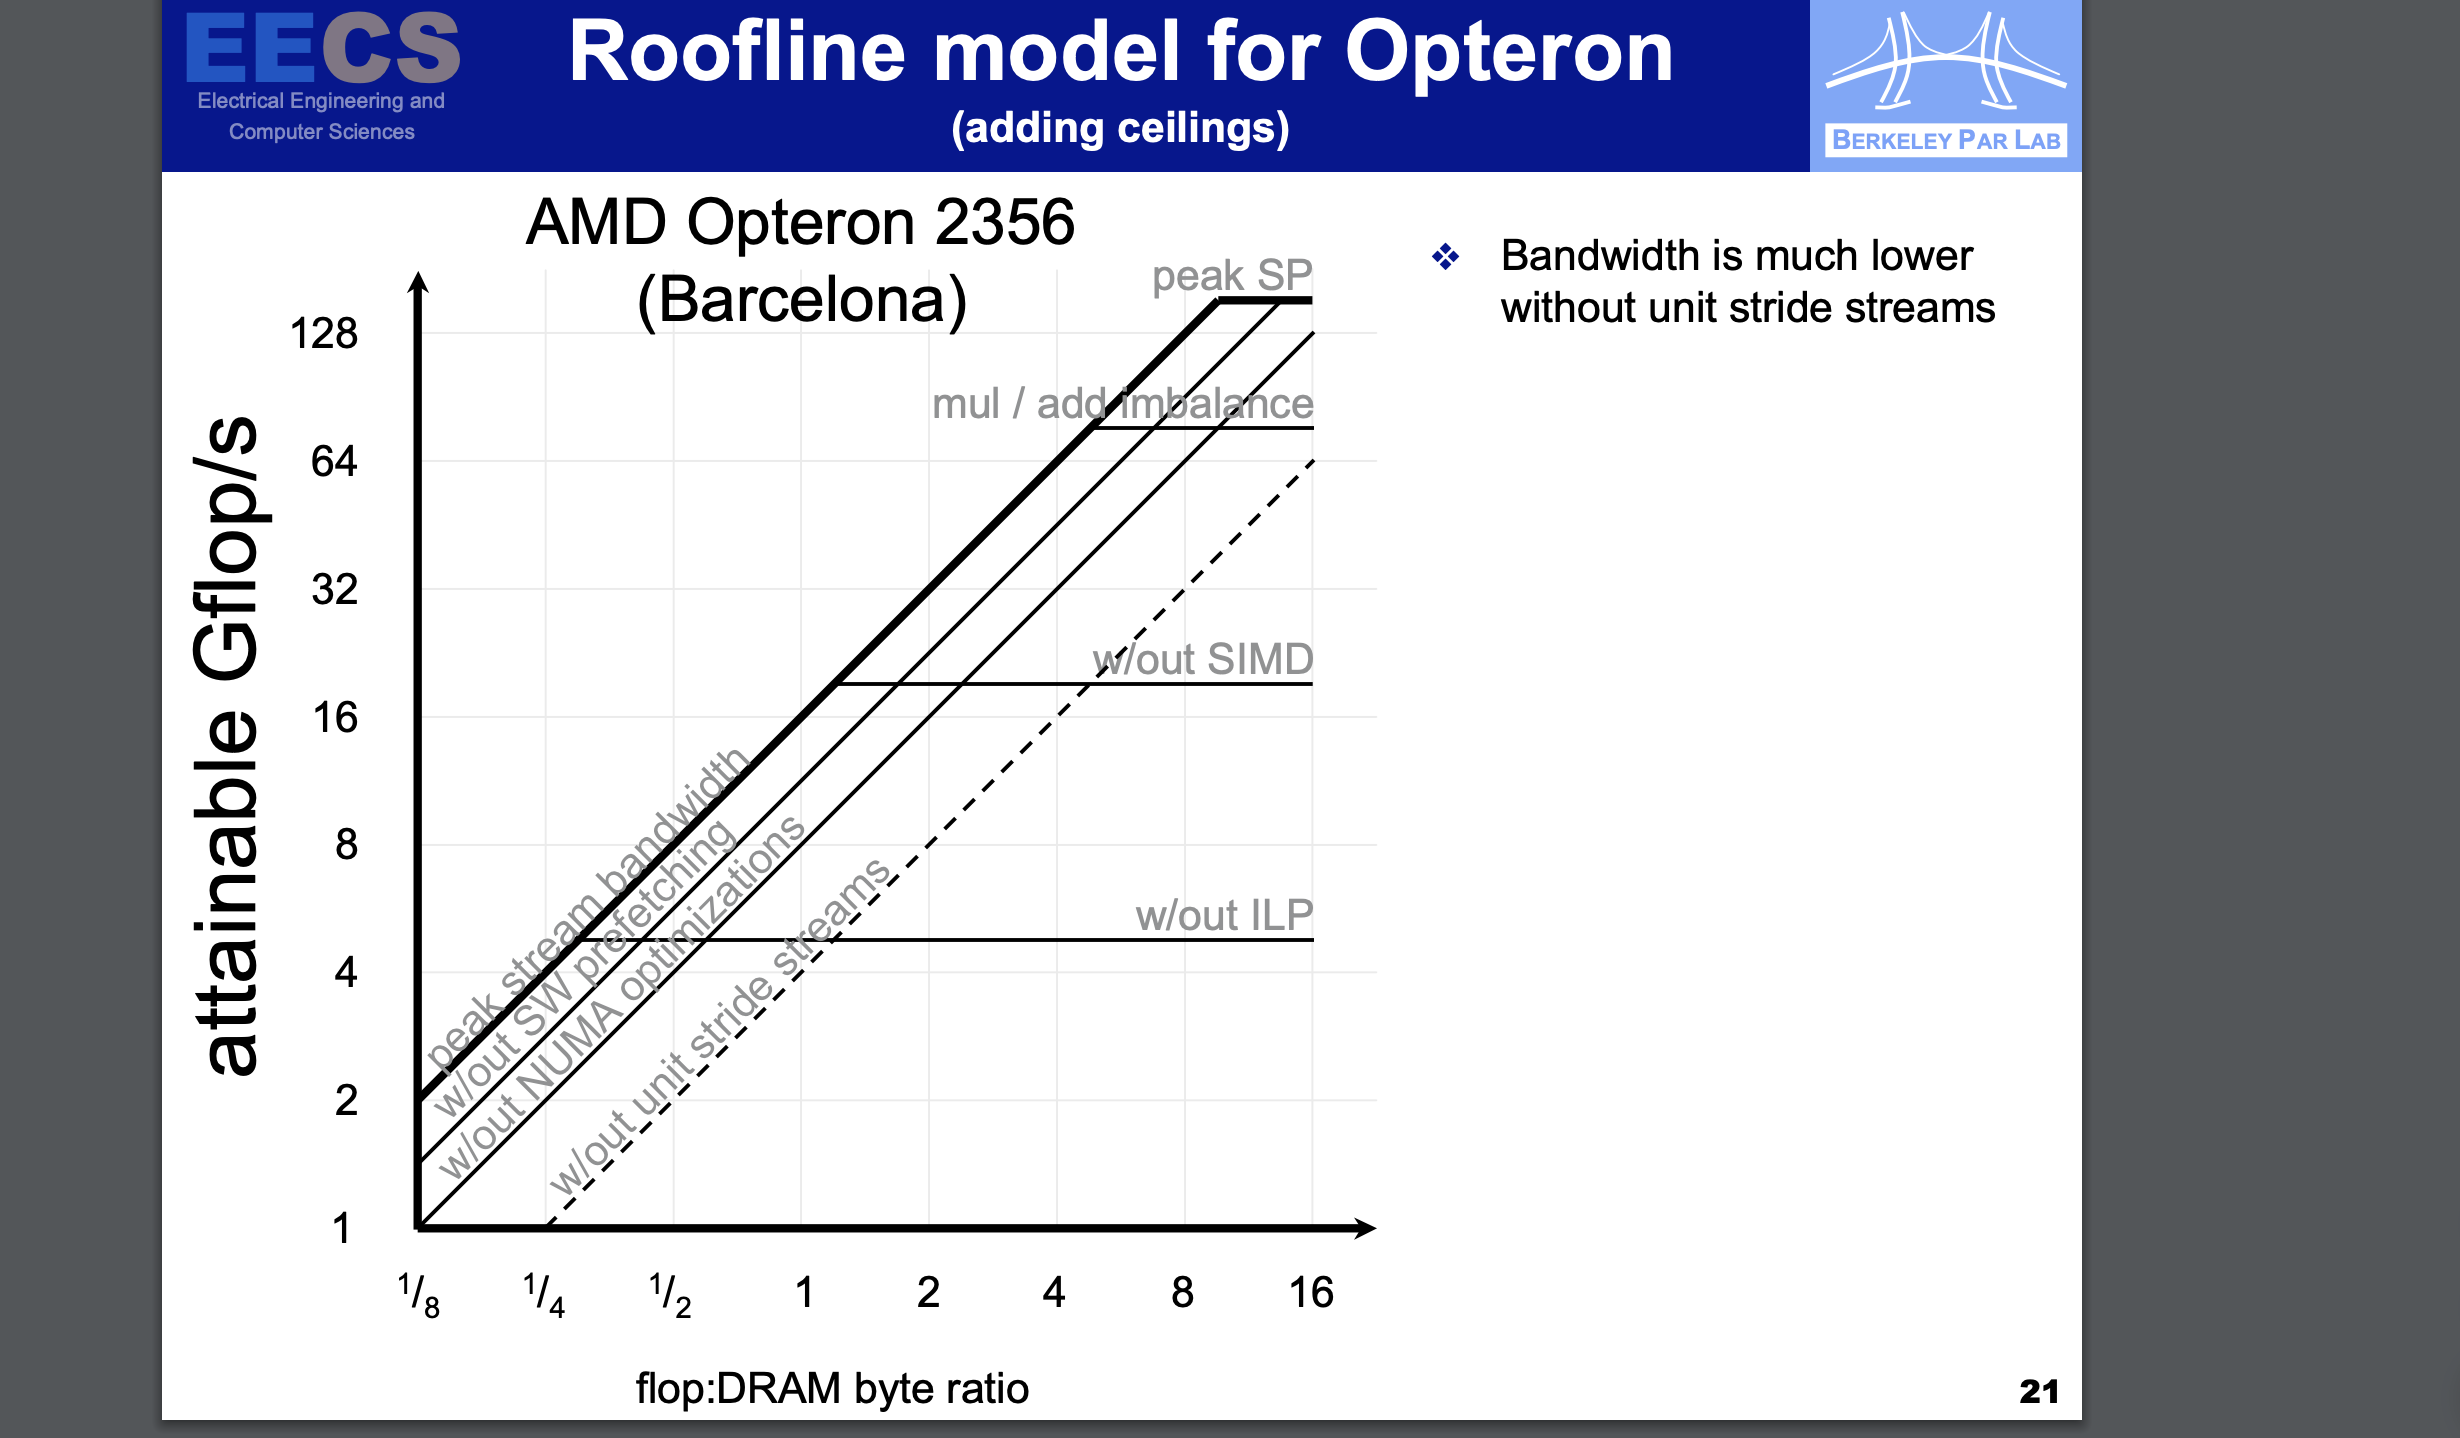 EECS
Electrical Engineering and
Computer Sciences
Roofline model for Opteron
(adding ceilings)
BERKELEY PAR LAB
AMD Opteron 2356
(Barcelona)
attainable Gflop/s
128
64
32
16
8
4
2
1
peak SP
mul / add imbalance
w/out SIMD
w/out ILP
peak stream bandwidth
w/out SW prefetching
w/out NUMA optimizations
w/out unit stride streams
1/8 1/4 1/2 1 2 4 8 16
flop:DRAM byte ratio
❖ Bandwidth is much lower
without unit stride streams
21